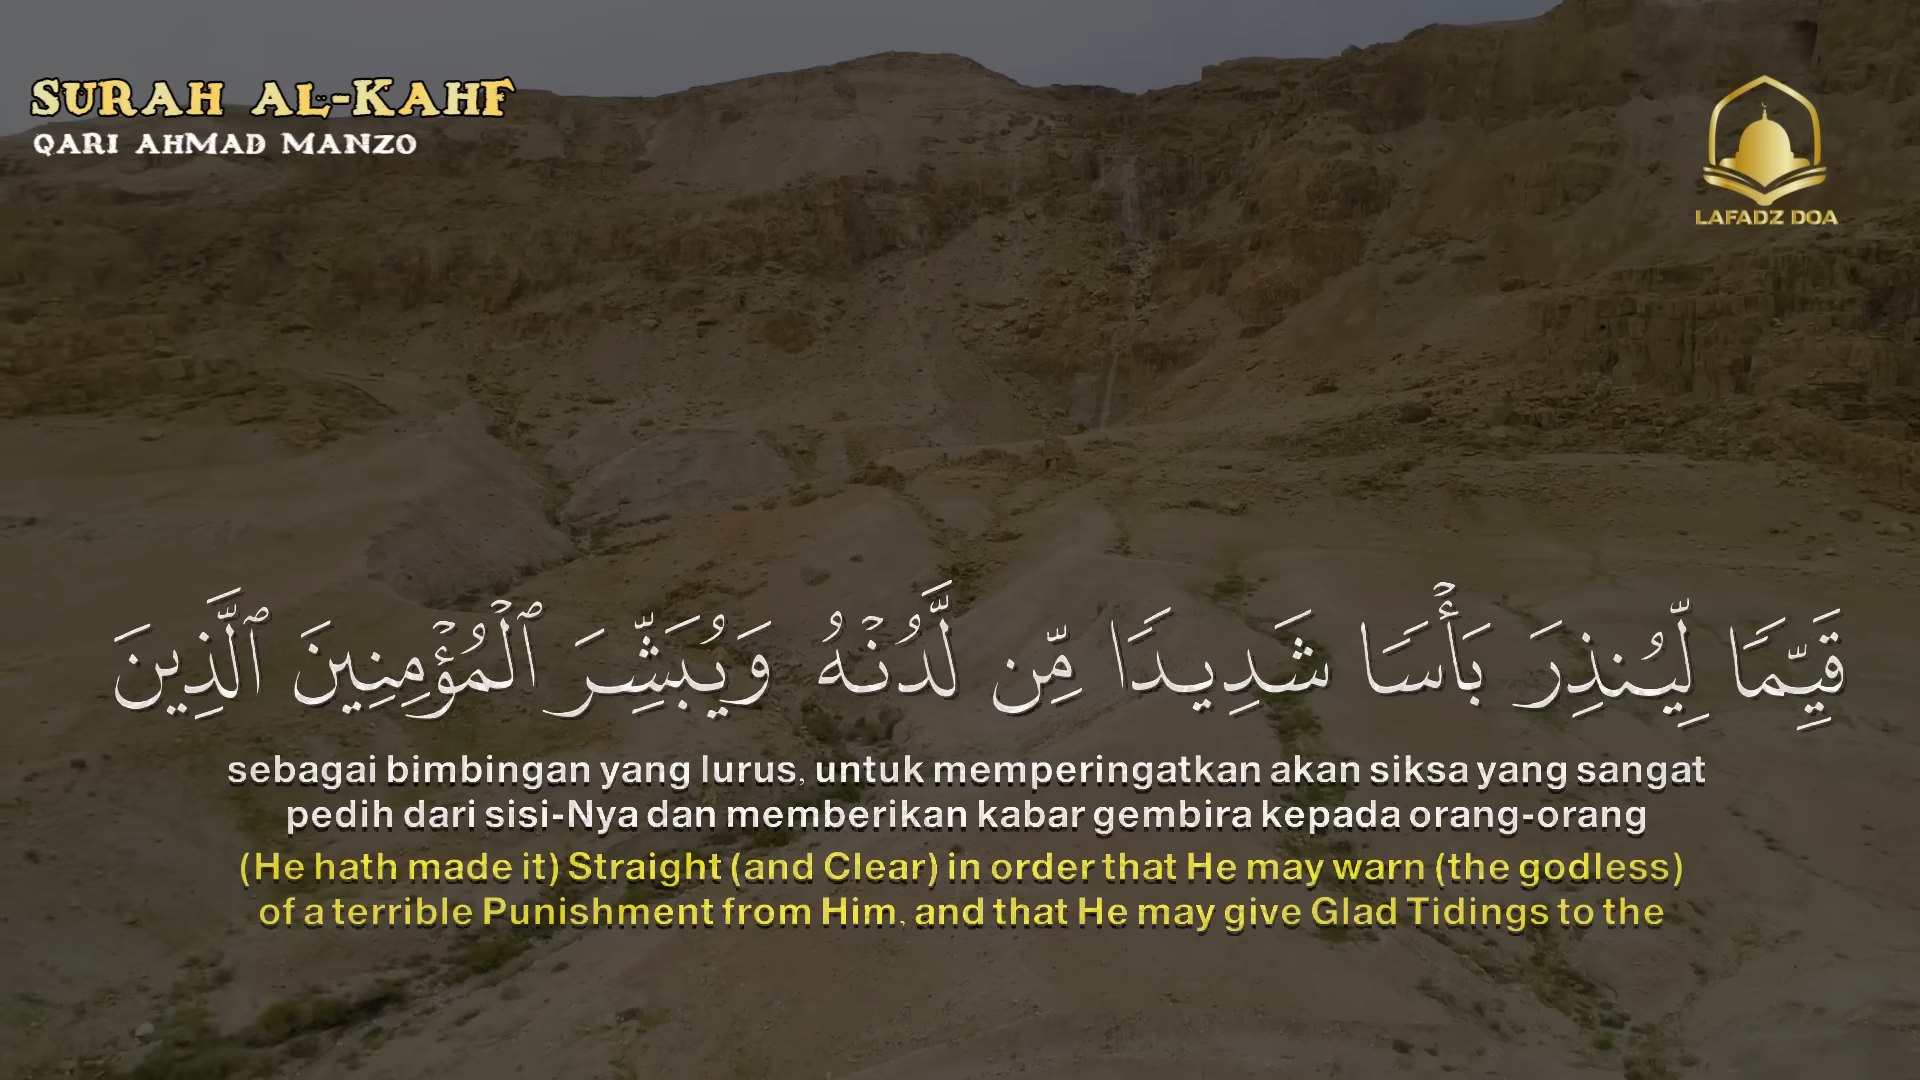 SURAH AL-KAHF
QARI AHMAD MANZO
LAFADZ DOA
قَيِّمًا لِّيُنذِرَ بَأْسًا شَدِيدًا مِّن لَّدُنْهُ وَيُبَشِّرَ ٱلْمُؤْمِنِينَ ٱلَّذِينَ
sebagai bimbingan yang lurus, untuk memperingatkan akan siksa yang sangat
pedih dari sisi-Nya dan memberikan kabar gembira kepada orang-orang
(He hath made it) Straight (and Clear) in order that He may warn (the godless)
of a terrible Punishment from Him, and that He may give Glad Tidings to the